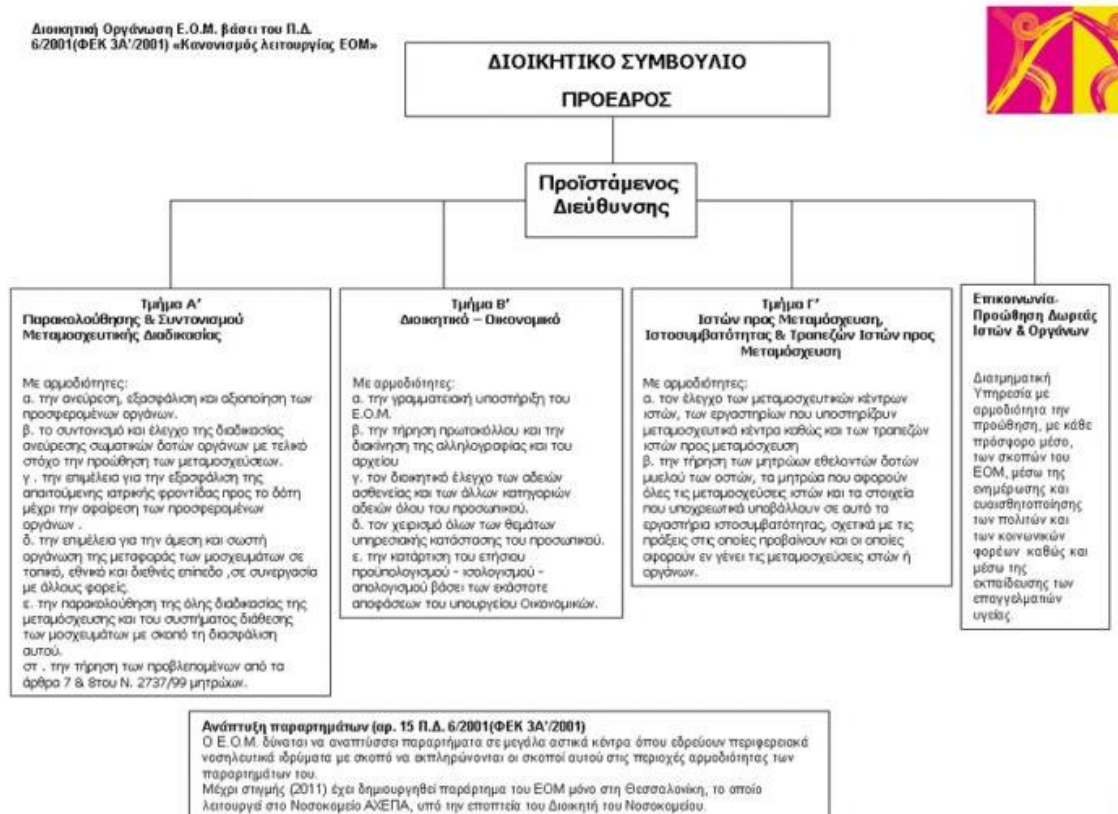 Διοικητική Οργάνωση Ε.Ο.Μ. βάσει του Π.Δ.
6/2001(ΦΕΚ 3Α'/2001) «Κανονισμός λειτουργίας ΕΟΜ»
ΔΙΟΙΚΗΤΙΚΟ ΣΥΜΒΟΥΛΙΟ
ΠΡΟΕΔΡΟΣ
Προϊστάμενος
Διεύθυνσης
Τμήμα Α'
Παρακολούθησης & Συντονισμού
Μεταμοσχευτικής Διαδικασίας
Με αρμοδιότητες:
α. την ανεύρεση, εξασφάλιση και αξιοποίηση των
προσφερομένων οργάνων.
β. το συντονισμό και έλεγχο της διαδικασίας
ανεύρεσης σωματικών δοτών οργάνων με τελικό
στόχο την προώθηση των μεταμοσχεύσεων.
γ . την επιμέλεια για την εξασφάλιση της
απαιτούμενης ιατρικής φροντίδας προς το δότη
μέχρι την αφαίρεση των προσφερομένων
οργάνων .
δ. την επιμέλεια για την άμεση και σωστή
οργάνωση της μεταφοράς των μοσχευμάτων σε
τοπικό, εθνικό και διεθνές επίπεδο ,σε συνεργασία
με άλλους φορείς.
ε. την παρακολούθηση της όλης διαδικασίας της
μεταμόσχευσης και του συστήματος διάθεσης
των μοσχευμάτων με σκοπό τη διασφάλιση
αυτού.
στ . την τήρηση των προβλεπομένων από τα
άρθρα 7 & 8του Ν. 2737/99 μητρώων.
Τμήμα Β'
Διοικητικό – Οικονομικό
Με αρμοδιότητες:
α. την γραμματειακή υποστήριξη του
Ε.Ο.Μ.
β. την τήρηση πρωτοκόλλου και την
διακίνηση της αλληλογραφίας και του
αρχείου
γ. τον διοικητικό έλεγχο των αδειών
ασθενείας και των άλλων κατηγοριών
αδειών όλου του προσωπικού.
δ. τον χειρισμό όλων των θεμάτων
υπηρεσιακής κατάστασης του προσωπικού.
ε. την κατάρτιση του ετήσιου
προϋπολογισμού - ισολογισμού -
απολογισμού βάσει των εκάστοτε
αποφάσεων του υπουργείου Οικονομικών.
Τμήμα Γ'
Ιστών προς Μεταμόσχευση,
Ιστοσυμβατότητας & Τραπεζών Ιστών προς
Μεταμόσχευση
Με αρμοδιότητες:
α. τον έλεγχο των μεταμοσχευτικών κέντρων
ιστών, των εργαστηρίων που υποστηρίζουν
μεταμοσχευτικά κέντρα καθώς και των τραπεζών
ιστών προς μεταμόσχευση
β. την τήρηση των μητρώων εθελοντών δοτών
μυελού των οστών, τα μητρώα που αφορούν
όλες τις μεταμοσχεύσεις ιστών και τα στοιχεία
που υποχρεωτικά υποβάλλουν σε αυτό τα
εργαστήρια ιστοσυμβατότητας, σχετικά με τις
πράξεις στις οποίες προβαίνουν και οι οποίες
αφορούν εν γένει τις μεταμοσχεύσεις ιστών ή
οργάνων.
Επικοινωνία-
Προώθηση Δωρεάς
Ιστών & Οργάνων
Διατμηματική
Υπηρεσία με
αρμοδιότητα την
προώθηση, με κάθε
πρόσφορο μέσο,
των σκοπών του
ΕΟΜ, μέσω της
ενημέρωσης και
ευαισθητοποίησης
των πολιτών και
των κοινωνικών
φορέων καθώς και
μέσω της
εκπαίδευσης των
επαγγελματιών
υγείας.
Ανάπτυξη παραρτημάτων (αρ. 15 Π.Δ. 6/2001(ΦΕΚ 3Α'/2001)
Ο Ε.Ο.Μ. δύναται να αναπτύσσει παραρτήματα σε μεγάλα αστικά κέντρα όπου εδρεύουν περιφερειακά
νοσηλευτικά ιδρύματα με σκοπό να εκπληρώνονται οι σκοποί αυτού στις περιοχές αρμοδιότητας των
παραρτημάτων του.
Μέχρι στιγμής (2011) έχει δημιουργηθεί παράρτημα του ΕΟΜ μόνο στη Θεσσαλονίκη, το οποίο
λειτουργεί στο Νοσοκομείο ΑΧΕΠΑ, υπό την εποπτεία του Διοικητή του Νοσοκομείου.